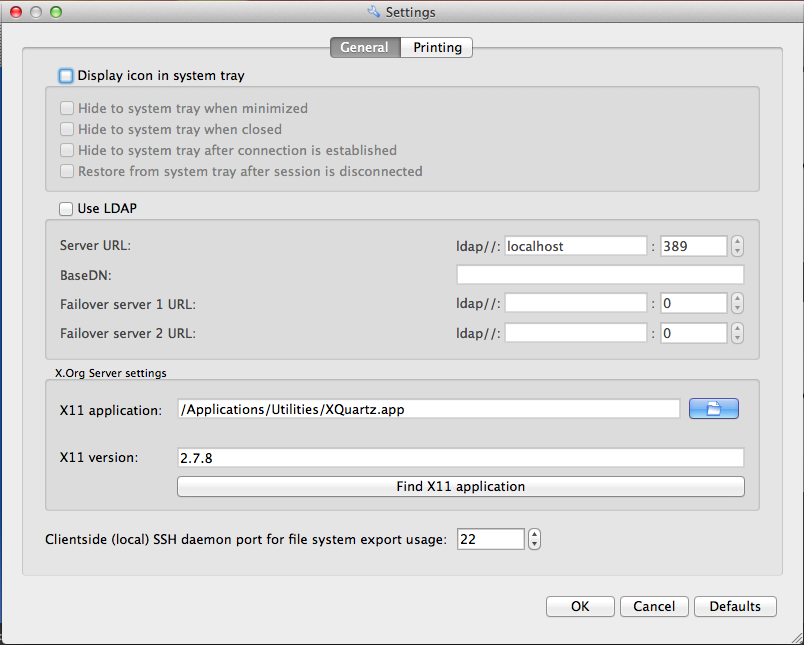 Settings
General Printing
Display icon in system tray
Hide to system tray when minimized
Hide to system tray when closed
Hide to system tray after connection is established
Restore from system tray after session is disconnected
Use LDAP
Server URL: ldap//: localhost : 389
BaseDN:
Failover server 1 URL: ldap//: : 0
Failover server 2 URL: ldap//: : 0
X.Org Server settings
X11 application: /Applications/Utilities/XQuartz.app
X11 version: 2.7.8
Find X11 application
Clientside (local) SSH daemon port for file system export usage: 22
OK Cancel Defaults